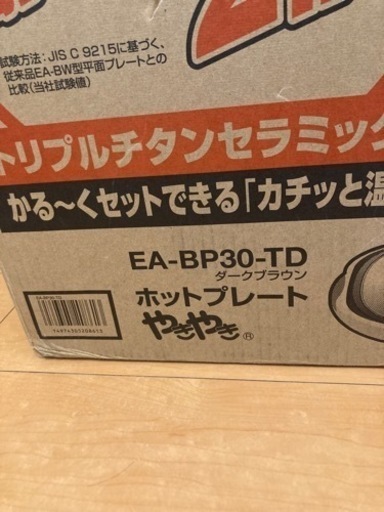 試験方法：JIS C 9215に基づく、
従来品EA-BW型平面プレートとの
比較(当社試験値)
トリプルチタンセラミック
かる〜くセットできる「カチッと温
EA-BP30-TD
ダークブラウン
ホットプレート
やきやき®
EA-BP30-TD